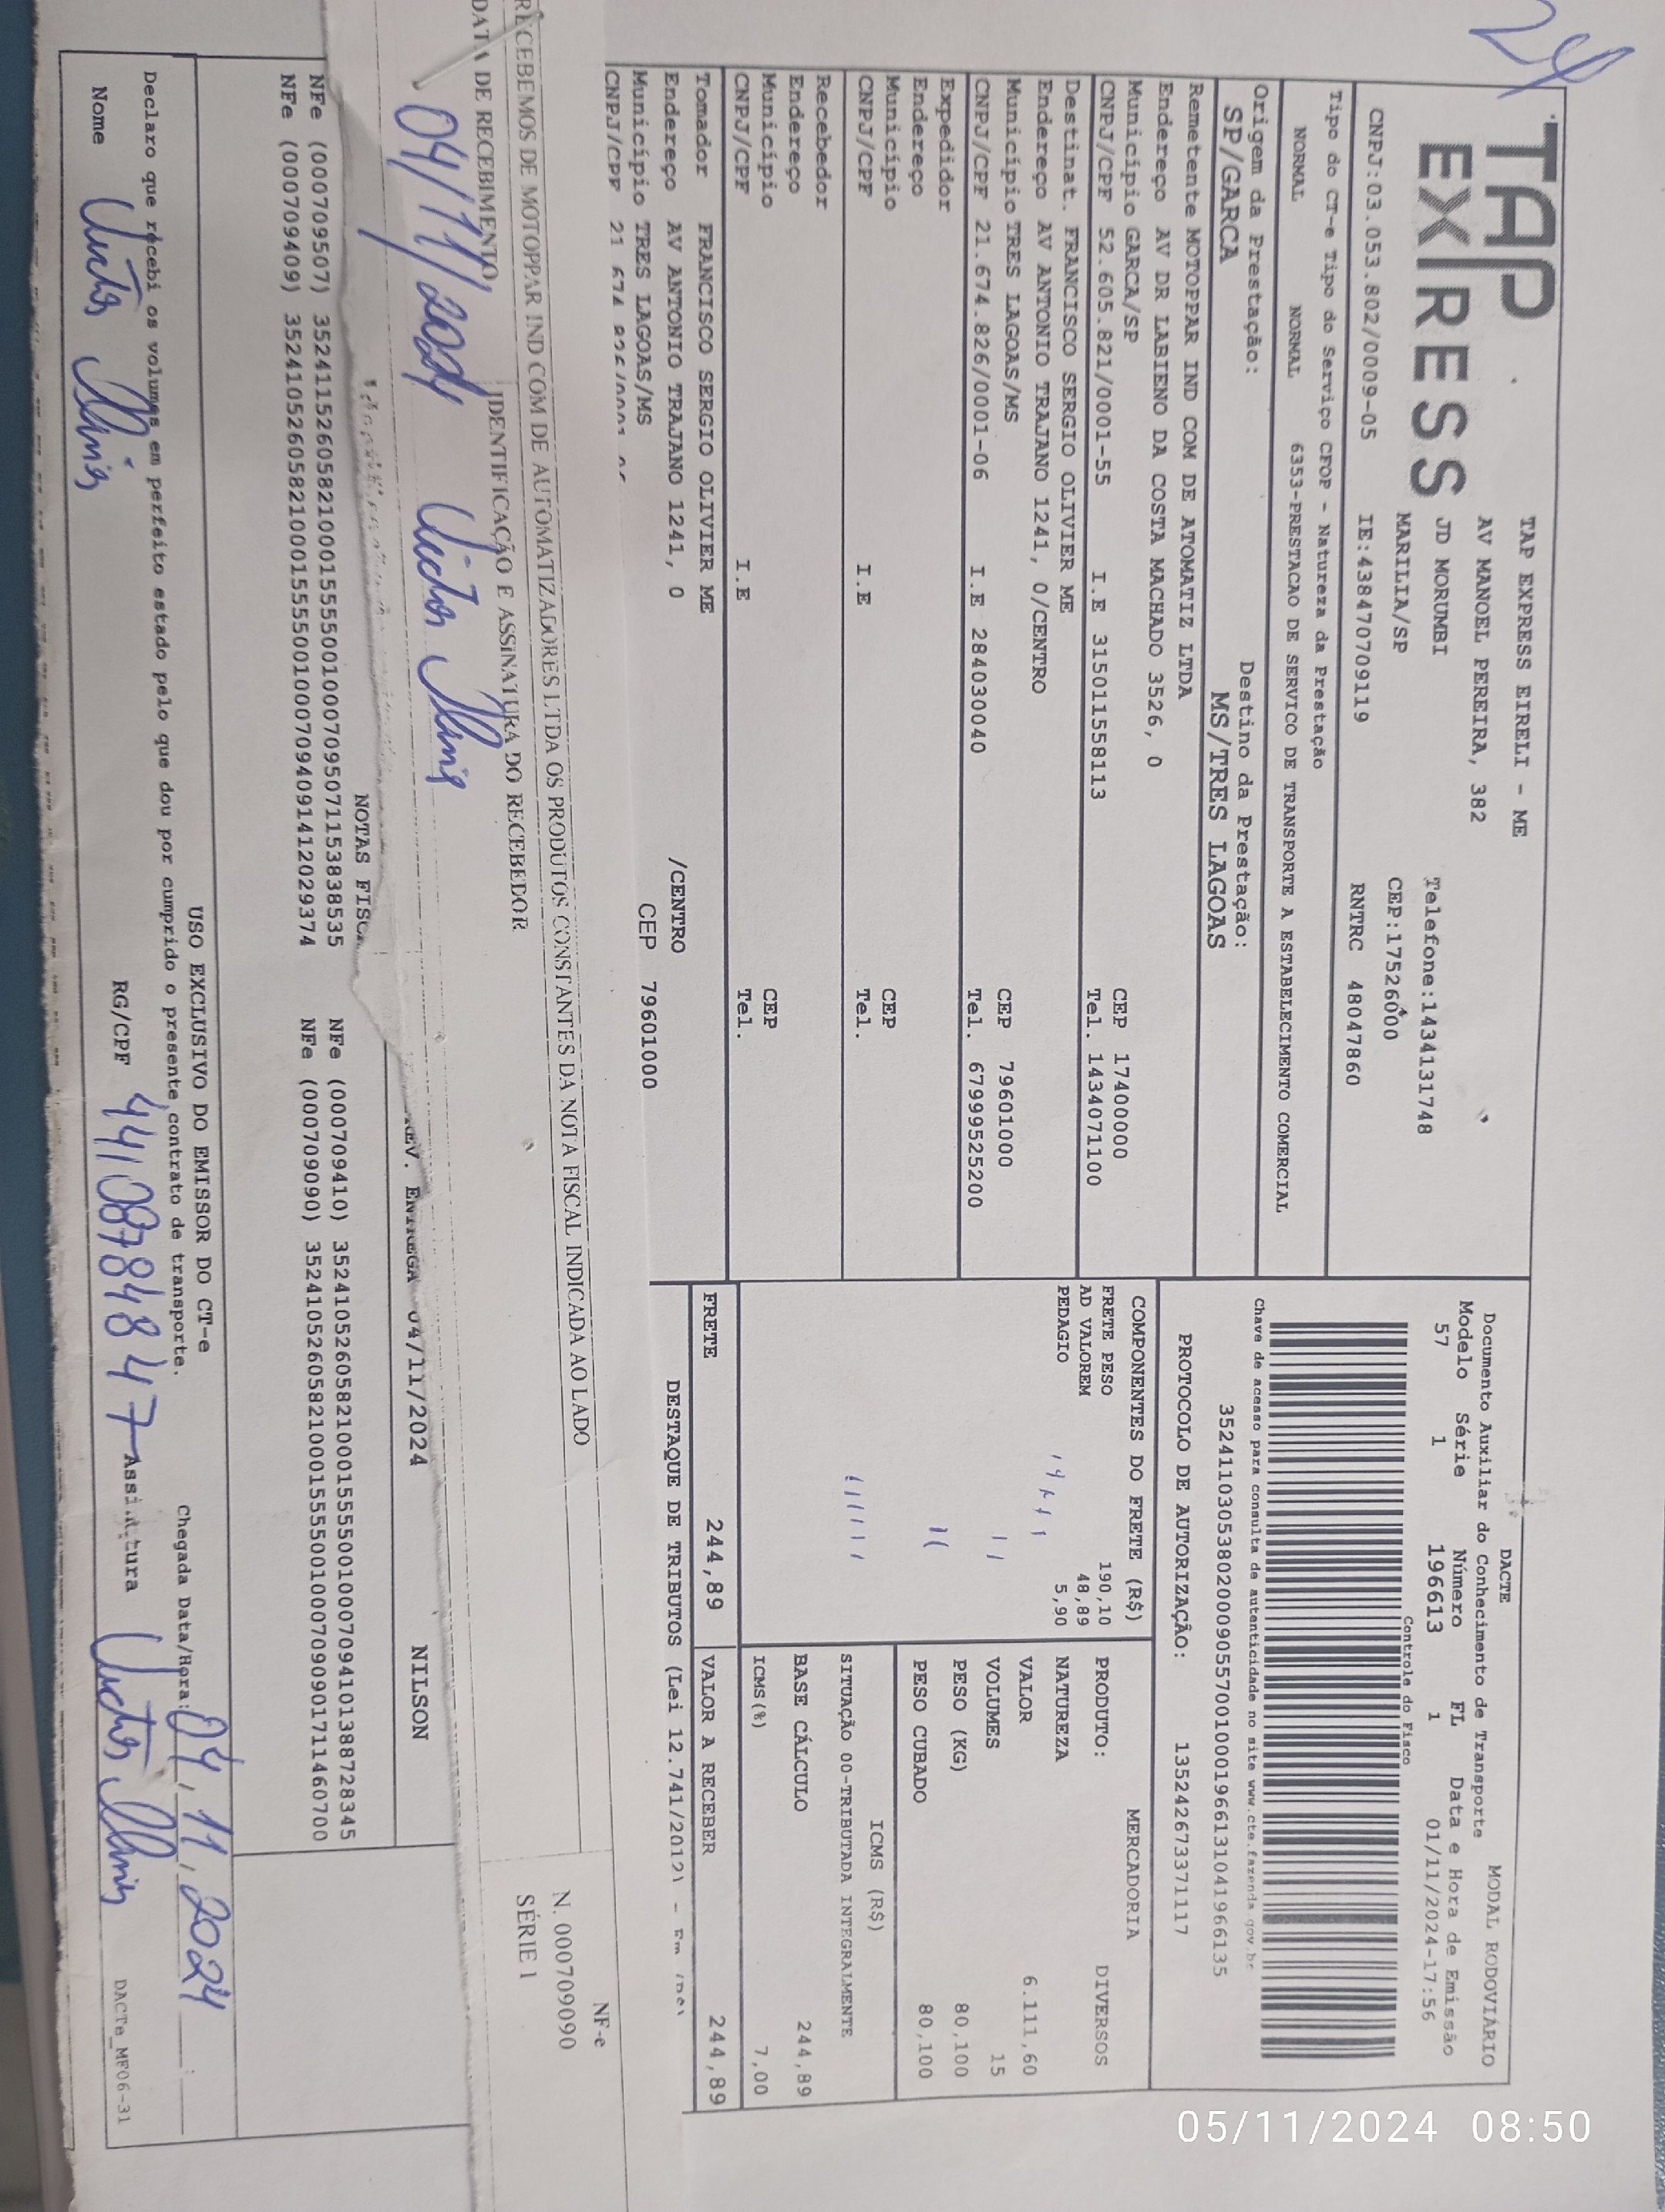 24
TAP
EXPRESS
TAP EXPRESS EIRELI - ME
AV MANOEL PEREIRA, 382
JD MORUMBI
MARILIA/SP
Telefone:1434131748
CEP:17526000
CNPJ:03.053.802/0009-05 IE:438470709119 RNTRC 48047860
Tipo do CT-e Tipo do Serviço CFOP - Natureza da Prestação
NORMAL NORMAL 6353-PRESTACAO DE SERVICO DE TRANSPORTE A ESTABELECIMENTO COMERCIAL
Origem da Prestação: Destino da Prestação:
SP/GARCA MS/TRES LAGOAS
DACTE MODAL RODOVIÁRIO
Documento Auxiliar do Conhecimento de Transporte
Modelo Série Número FL Data e Hora de Emissão
57 1 196613 1 01/11/2024-17:56
Controle do Fisco
Chave de acesso para consulta de autenticidade no site www.cte.fazenda.gov.br
35241103053802000905570010001966131041966135
PROTOCOLO DE AUTORIZAÇÃO: 135242673371117
Remetente MOTOPPAR IND COM DE ATOMATIZ LTDA
Endereço AV DR LABIENO DA COSTA MACHADO 3526, 0
Município GARCA/SP CEP 17400000
CNPJ/CPF 52.605.821/0001-55 I.E 315011558113 Tel. 1434071100
Destinat. FRANCISCO SERGIO OLIVIER ME
Endereço AV ANTONIO TRAJANO 1241, 0/CENTRO
Município TRES LAGOAS/MS CEP 79601000
CNPJ/CPF 21.674.826/0001-06 I.E 284030040 Tel. 67999525200
Expedidor
Endereço
Município CEP
CNPJ/CPF I.E Tel.
Recebedor
Endereço
Município CEP
CNPJ/CPF I.E Tel.
Tomador FRANCISCO SERGIO OLIVIER ME
Endereço AV ANTONIO TRAJANO 1241, 0 /CENTRO
Município TRES LAGOAS/MS CEP 79601000
CNPJ/CPF
COMPONENTES DO FRETE (R$)
FRETE PESO 190,10
AD VALOREM 48,89
PEDAGIO 5,90
MERCADORIA
PRODUTO: DIVERSOS
NATUREZA
VALOR 6.111,60
VOLUMES 15
PESO (KG) 80,100
PESO CUBADO 80,100
ICMS (R$)
SITUAÇÃO 00-TRIBUTADA INTEGRALMENTE
BASE CÁLCULO 244,89
ICMS(%) 7,00
FRETE 244,89 VALOR A RECEBER 244,89
DESTAQUE DE TRIBUTOS (Lei 12.741/2012) -
RECEBEMOS DE MOTOPPAR IND COM DE AUTOMATIZADORES LTDA OS PRODUTOS CONSTANTES DA NOTA FISCAL INDICADA AO LADO
DATA DE RECEBIMENTO IDENTIFICAÇÃO E ASSINATURA DO RECEBEDOR
04/11/2024
NF-e
N. 000709090
SÉRIE 1
PREV. ENTREGA 04/11/2024 NILSON
NOTAS FISCA
NFe (000709507) 35241152605821000155550010007095071153838535 NFe (000709410) 35241052605821000155550010007094101388728345
NFe (000709409) 35241052605821000155550010007094091412029374 NFe (000709090) 35241052605821000155550010007090901711460700
USO EXCLUSIVO DO EMISSOR DO CT-e
Declaro que recebi os volumes em perfeito estado pelo que dou por cumprido o presente contrato de transporte. Chegada Data/Hora: 04, 11, 2024
Nome RG/CPF 44108784847 Assinatura
DACTe_MF06-31
05/11/2024 08:50